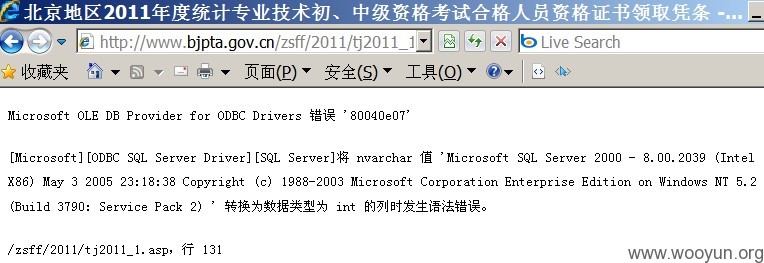 北京地区2011年度统计专业技术初、中级资格考试合格人员资格证书领取凭条 - ...
http://www.bjpta.gov.cn/zsff/2011/tj2011_1
Live Search
收藏夹 页面(P) 安全(S) 工具(O)
Microsoft OLE DB Provider for ODBC Drivers 错误 '80040e07'
[Microsoft][ODBC SQL Server Driver][SQL Server]将 nvarchar 值 'Microsoft SQL Server 2000 - 8.00.2039 (Intel
X86) May 3 2005 23:18:38 Copyright (c) 1988-2003 Microsoft Corporation Enterprise Edition on Windows NT 5.2
(Build 3790: Service Pack 2) ' 转换为数据类型为 int 的列时发生语法错误。
/zsff/2011/tj2011_1.asp，行 131
www.wooyun.org